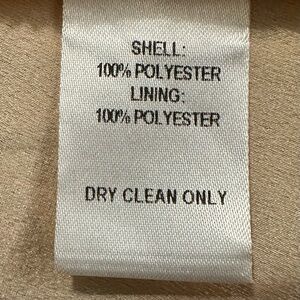 SHELL:
100% POLYESTER
LINING:
100% POLYESTER
DRY CLEAN ONLY